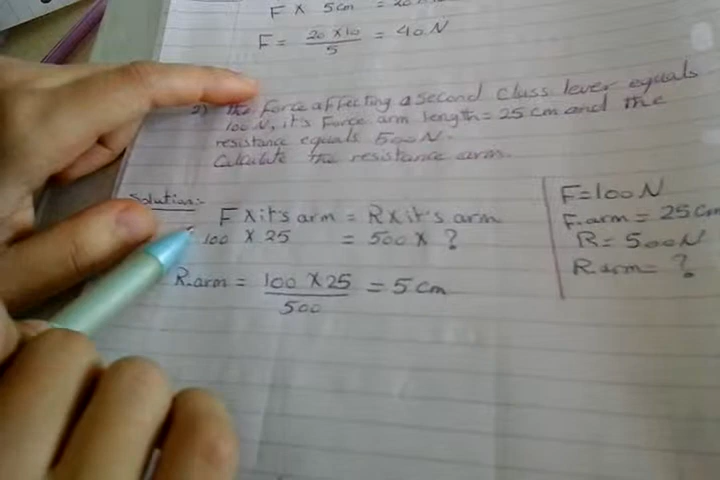 F X 5cm =
F = 20 X 10 / 5 = 40 N
2) The force affecting a second class lever equals
100 N, it's Force arm length = 25 cm and the
resistance equals 500 N.
Calculate the resistance arm.
Solution:-
F X it's arm = R X it's arm
100 X 25 = 500 X ?
R.arm = 100 X 25 / 500 = 5 cm
F = 100 N
F.arm = 25 cm
R = 500 N
R.arm = ?